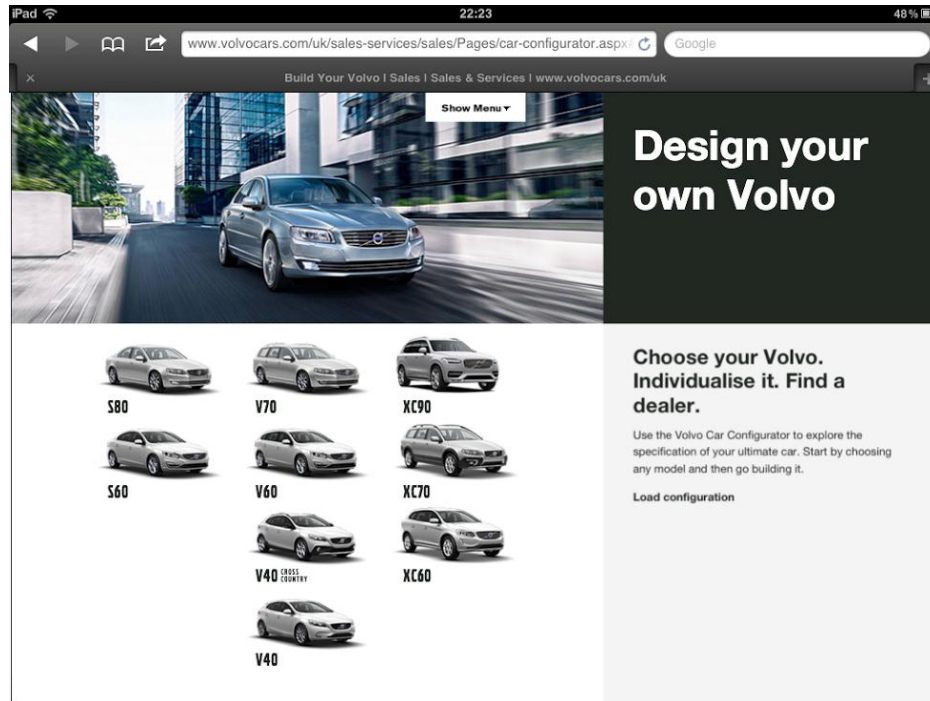 iPad
22:23
48%
www.volvocars.com/uk/sales-services/sales/Pages/car-configurator.aspx
Google
Build Your Volvo | Sales | Sales & Services | www.volvocars.com/uk
Show Menu
Design your
own Volvo
S80
V70
XC90
S60
V60
XC70
V40 CROSS
COUNTRY
XC60
V40
Choose your Volvo.
Individualise it. Find a
dealer.
Use the Volvo Car Configurator to explore the
specification of your ultimate car. Start by choosing
any model and then go building it.
Load configuration